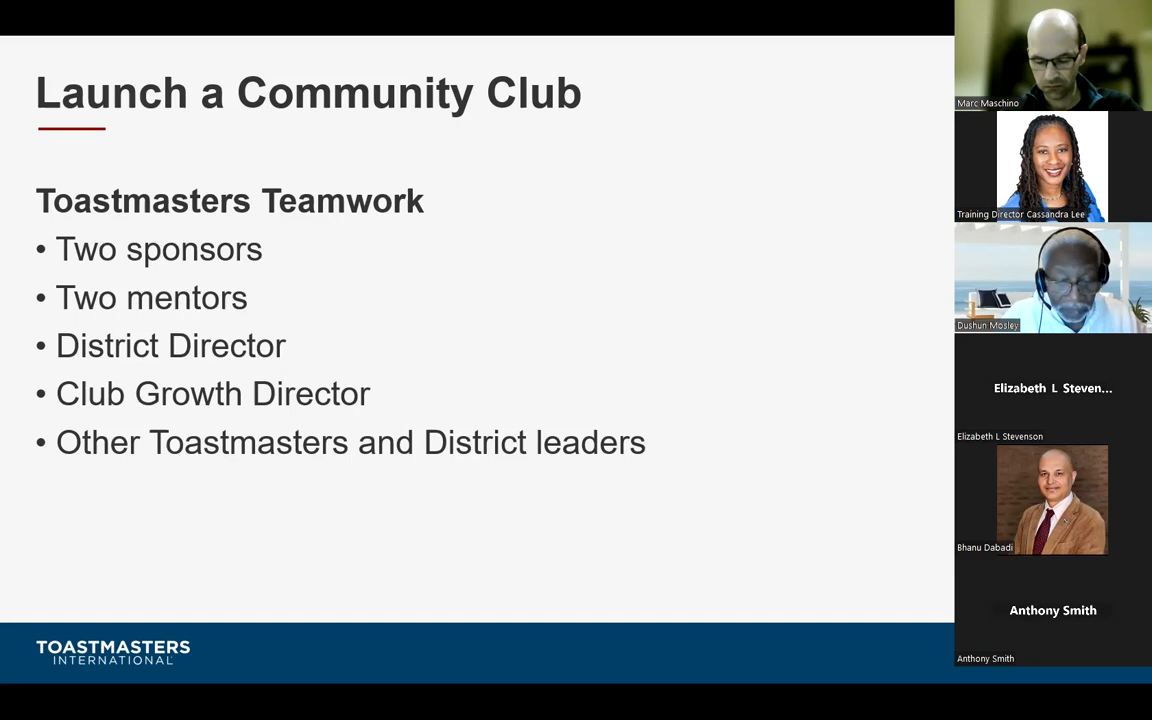 Launch a Community Club
Toastmasters Teamwork
• Two sponsors
• Two mentors
• District Director
• Club Growth Director
• Other Toastmasters and District leaders
TOASTMASTERS
INTERNATIONAL
Marc Maschino
Training Director Cassandra Lee
Dushun Mosley
Elizabeth L Steven...
Elizabeth L Stevenson
Bhanu Dabadi
Anthony Smith
Anthony Smith